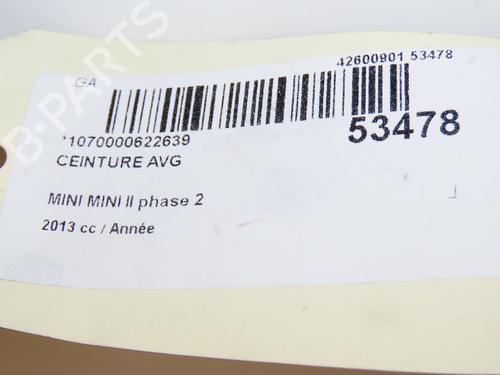 GA
42600901 53478
*1070000622639
53478
CEINTURE AVG
MINI MINI II phase 2
2013 cc / Année
B-PARTS